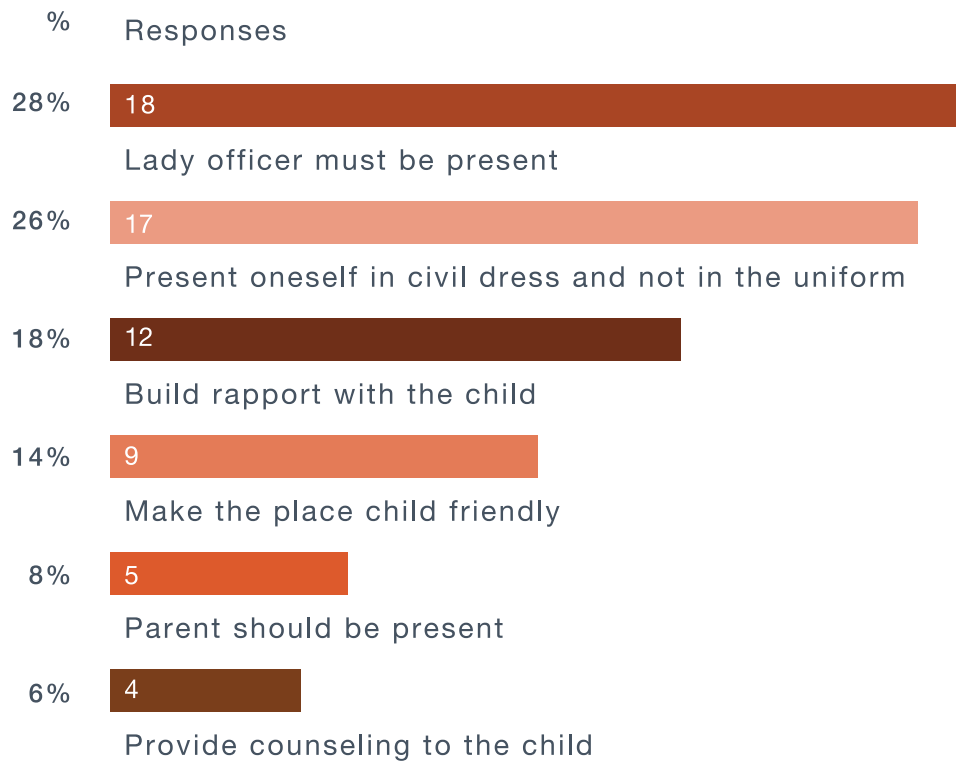 % Responses
28% 18
Lady officer must be present
26% 17
Present oneself in civil dress and not in the uniform
18% 12
Build rapport with the child
14% 9
Make the place child friendly
8% 5
Parent should be present
6% 4
Provide counseling to the child